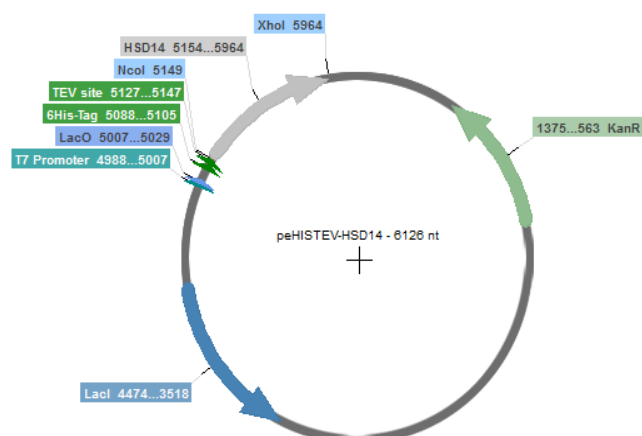 XhoI 5964
HSD14 5154...5964
NcoI 5149
TEV site 5127...5147
6His-Tag 5088...5105
LacO 5007...5029
T7 Promoter 4988...5007
1375...563 KanR
peHISTEV-HSD14 - 6126 nt
LacI 4474...3518